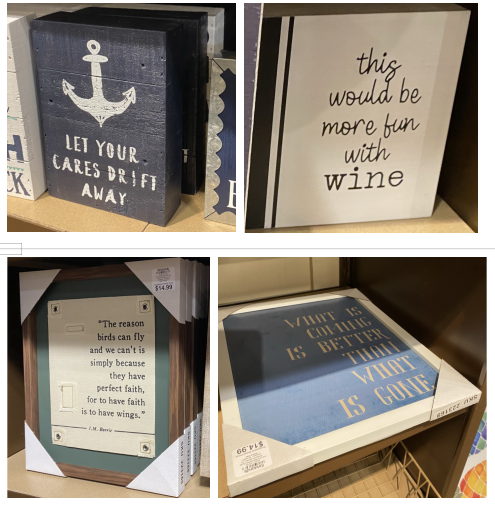 LET YOUR
CARES DRIFT
AWAY
H
CK
this
would be
more fun
with
wine
$14.99
"The reason
birds can fly
and we can't is
simply because
they have
perfect faith,
for to have faith
is to have wings."
J.M. Barrie
WHAT IS
COMING
IS BETTER
THAN
WHAT
IS GONE
$14.99